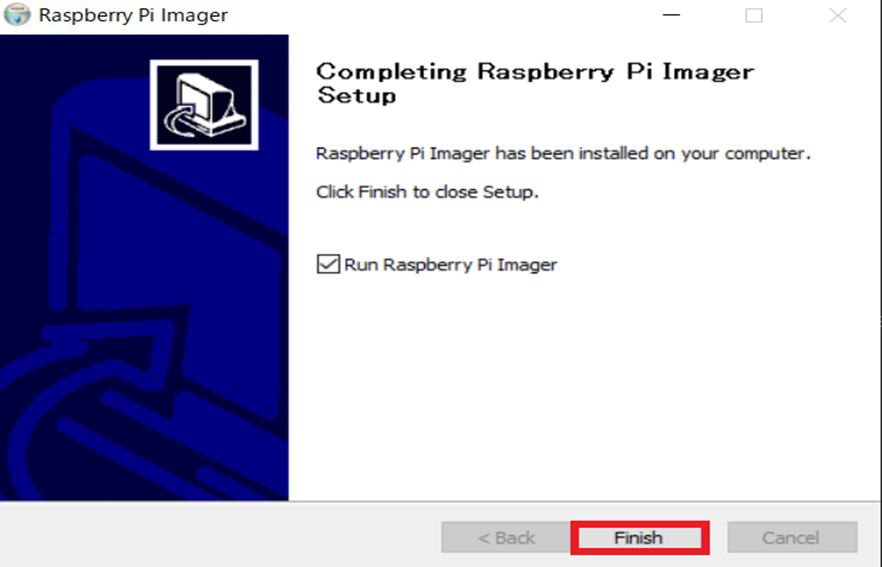 Raspberry Pi Imager
Completing Raspberry Pi Imager
Setup
Raspberry Pi Imager has been installed on your computer.
Click Finish to close Setup.
Run Raspberry Pi Imager
< Back
Finish
Cancel